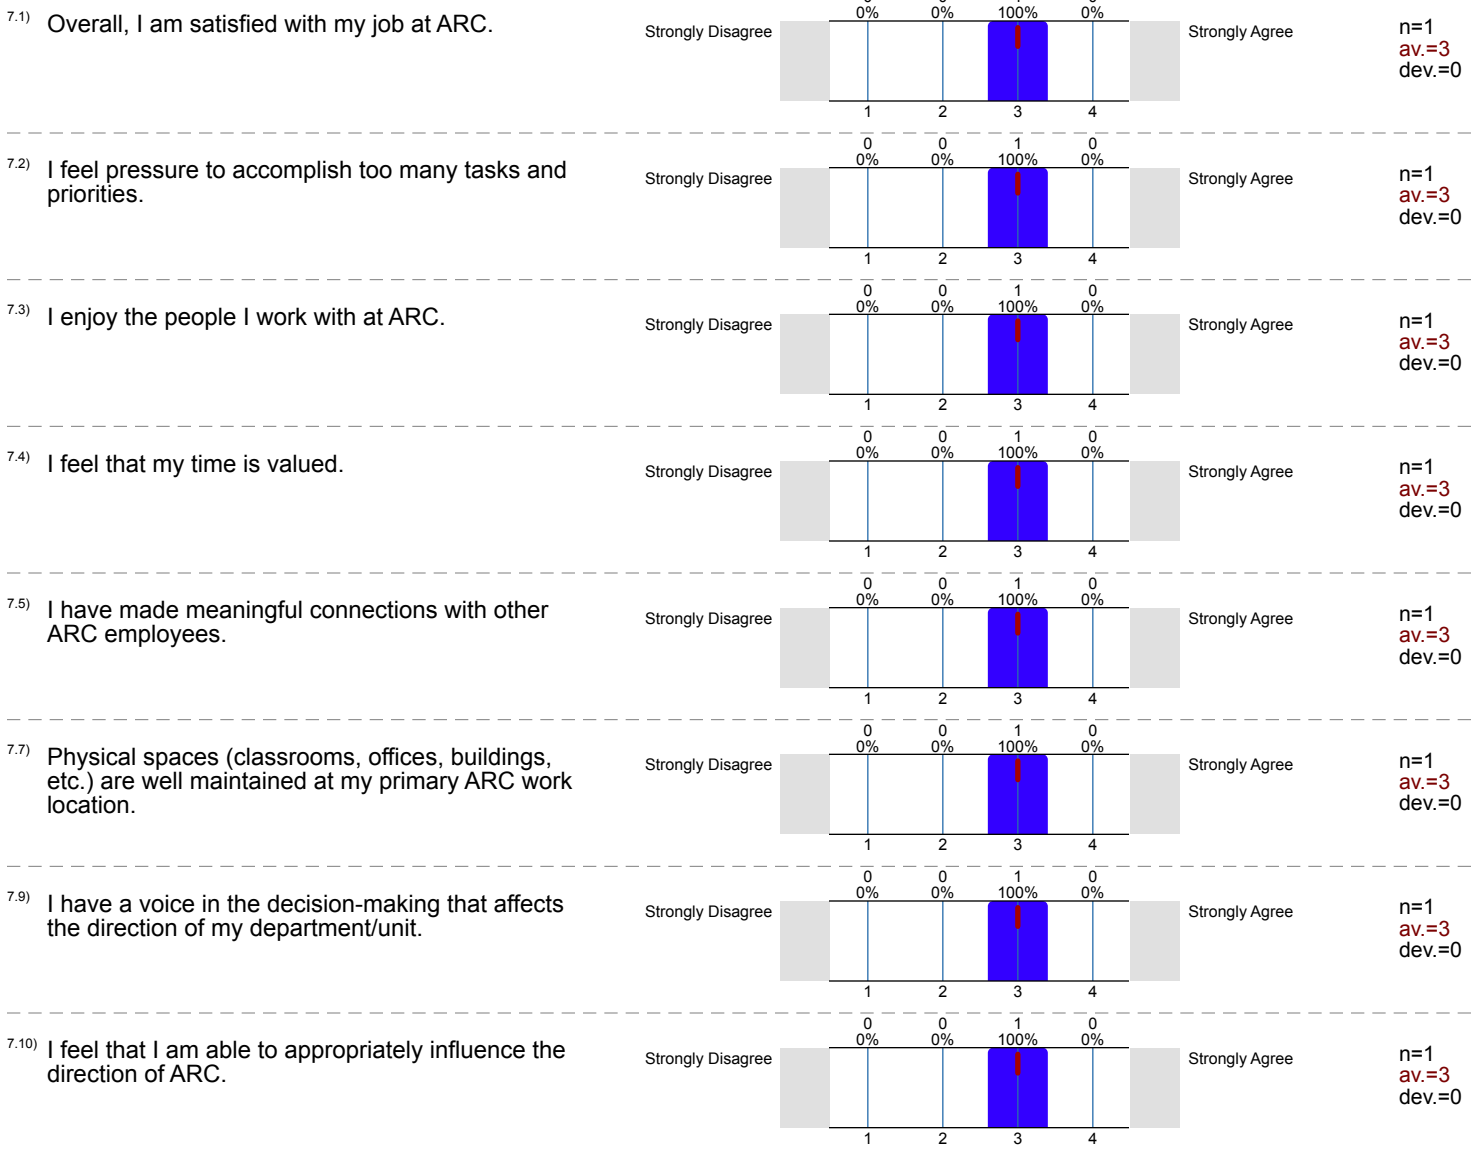 0 0 1 0
0% 0% 100% 0%
7.1) Overall, I am satisfied with my job at ARC. Strongly Disagree Strongly Agree n=1
av.=3
dev.=0
1 2 3 4
0 0 1 0
0% 0% 100% 0%
7.2) I feel pressure to accomplish too many tasks and Strongly Disagree Strongly Agree n=1
priorities. av.=3
dev.=0
1 2 3 4
0 0 1 0
0% 0% 100% 0%
7.3) I enjoy the people I work with at ARC. Strongly Disagree Strongly Agree n=1
av.=3
dev.=0
1 2 3 4
0 0 1 0
0% 0% 100% 0%
7.4) I feel that my time is valued. Strongly Disagree Strongly Agree n=1
av.=3
dev.=0
1 2 3 4
0 0 1 0
0% 0% 100% 0%
7.5) I have made meaningful connections with other Strongly Disagree Strongly Agree n=1
ARC employees. av.=3
dev.=0
1 2 3 4
0 0 1 0
0% 0% 100% 0%
7.7) Physical spaces (classrooms, offices, buildings, Strongly Disagree Strongly Agree n=1
etc.) are well maintained at my primary ARC work av.=3
location. dev.=0
1 2 3 4
0 0 1 0
0% 0% 100% 0%
7.9) I have a voice in the decision-making that affects Strongly Disagree Strongly Agree n=1
the direction of my department/unit. av.=3
dev.=0
1 2 3 4
0 0 1 0
0% 0% 100% 0%
7.10) I feel that I am able to appropriately influence the Strongly Disagree Strongly Agree n=1
direction of ARC. av.=3
dev.=0
1 2 3 4